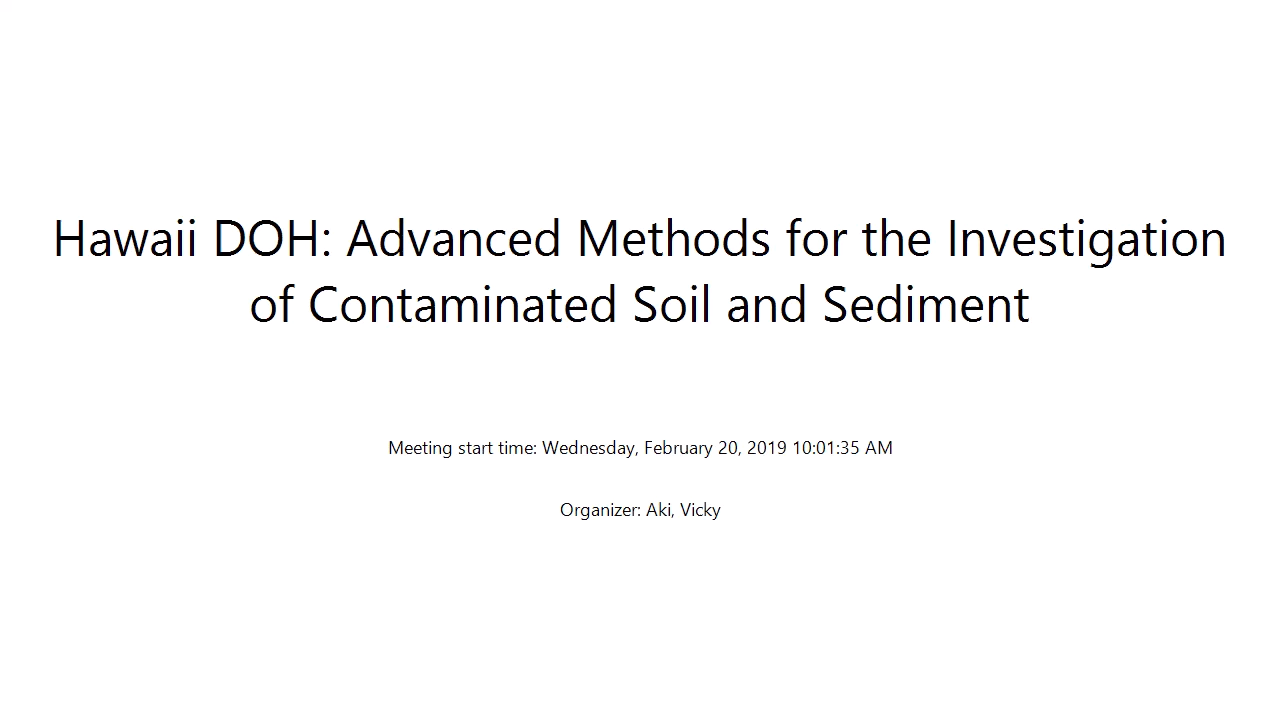 Hawaii DOH: Advanced Methods for the Investigation
of Contaminated Soil and Sediment
Meeting start time: Wednesday, February 20, 2019 10:01:35 AM
Organizer: Aki, Vicky